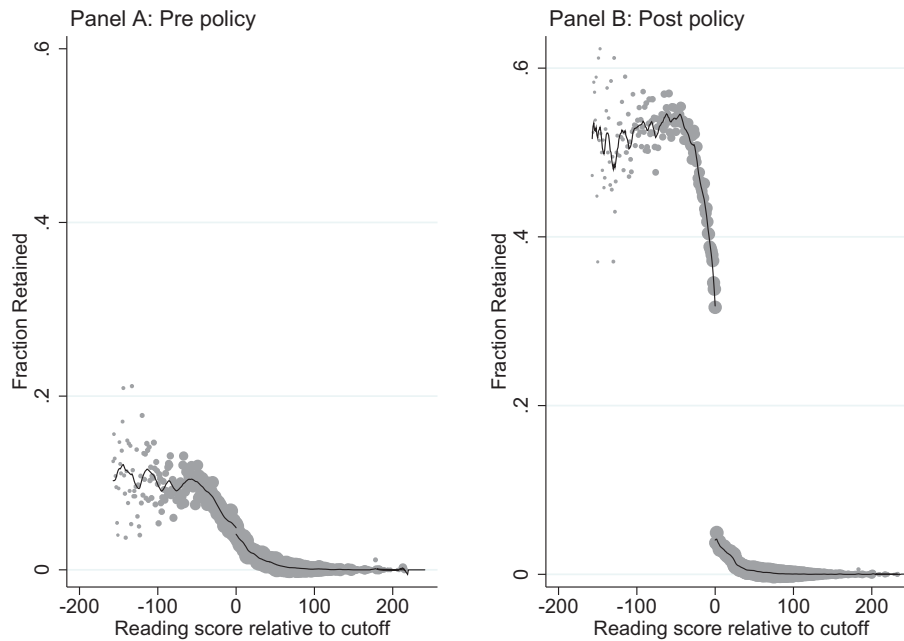 Panel A: Pre policy
Fraction Retained
.6
.4
.2
0
-200 -100 0 100 200
Reading score relative to cutoff
Panel B: Post policy
Fraction Retained
.6
.4
.2
0
-200 -100 0 100 200
Reading score relative to cutoff